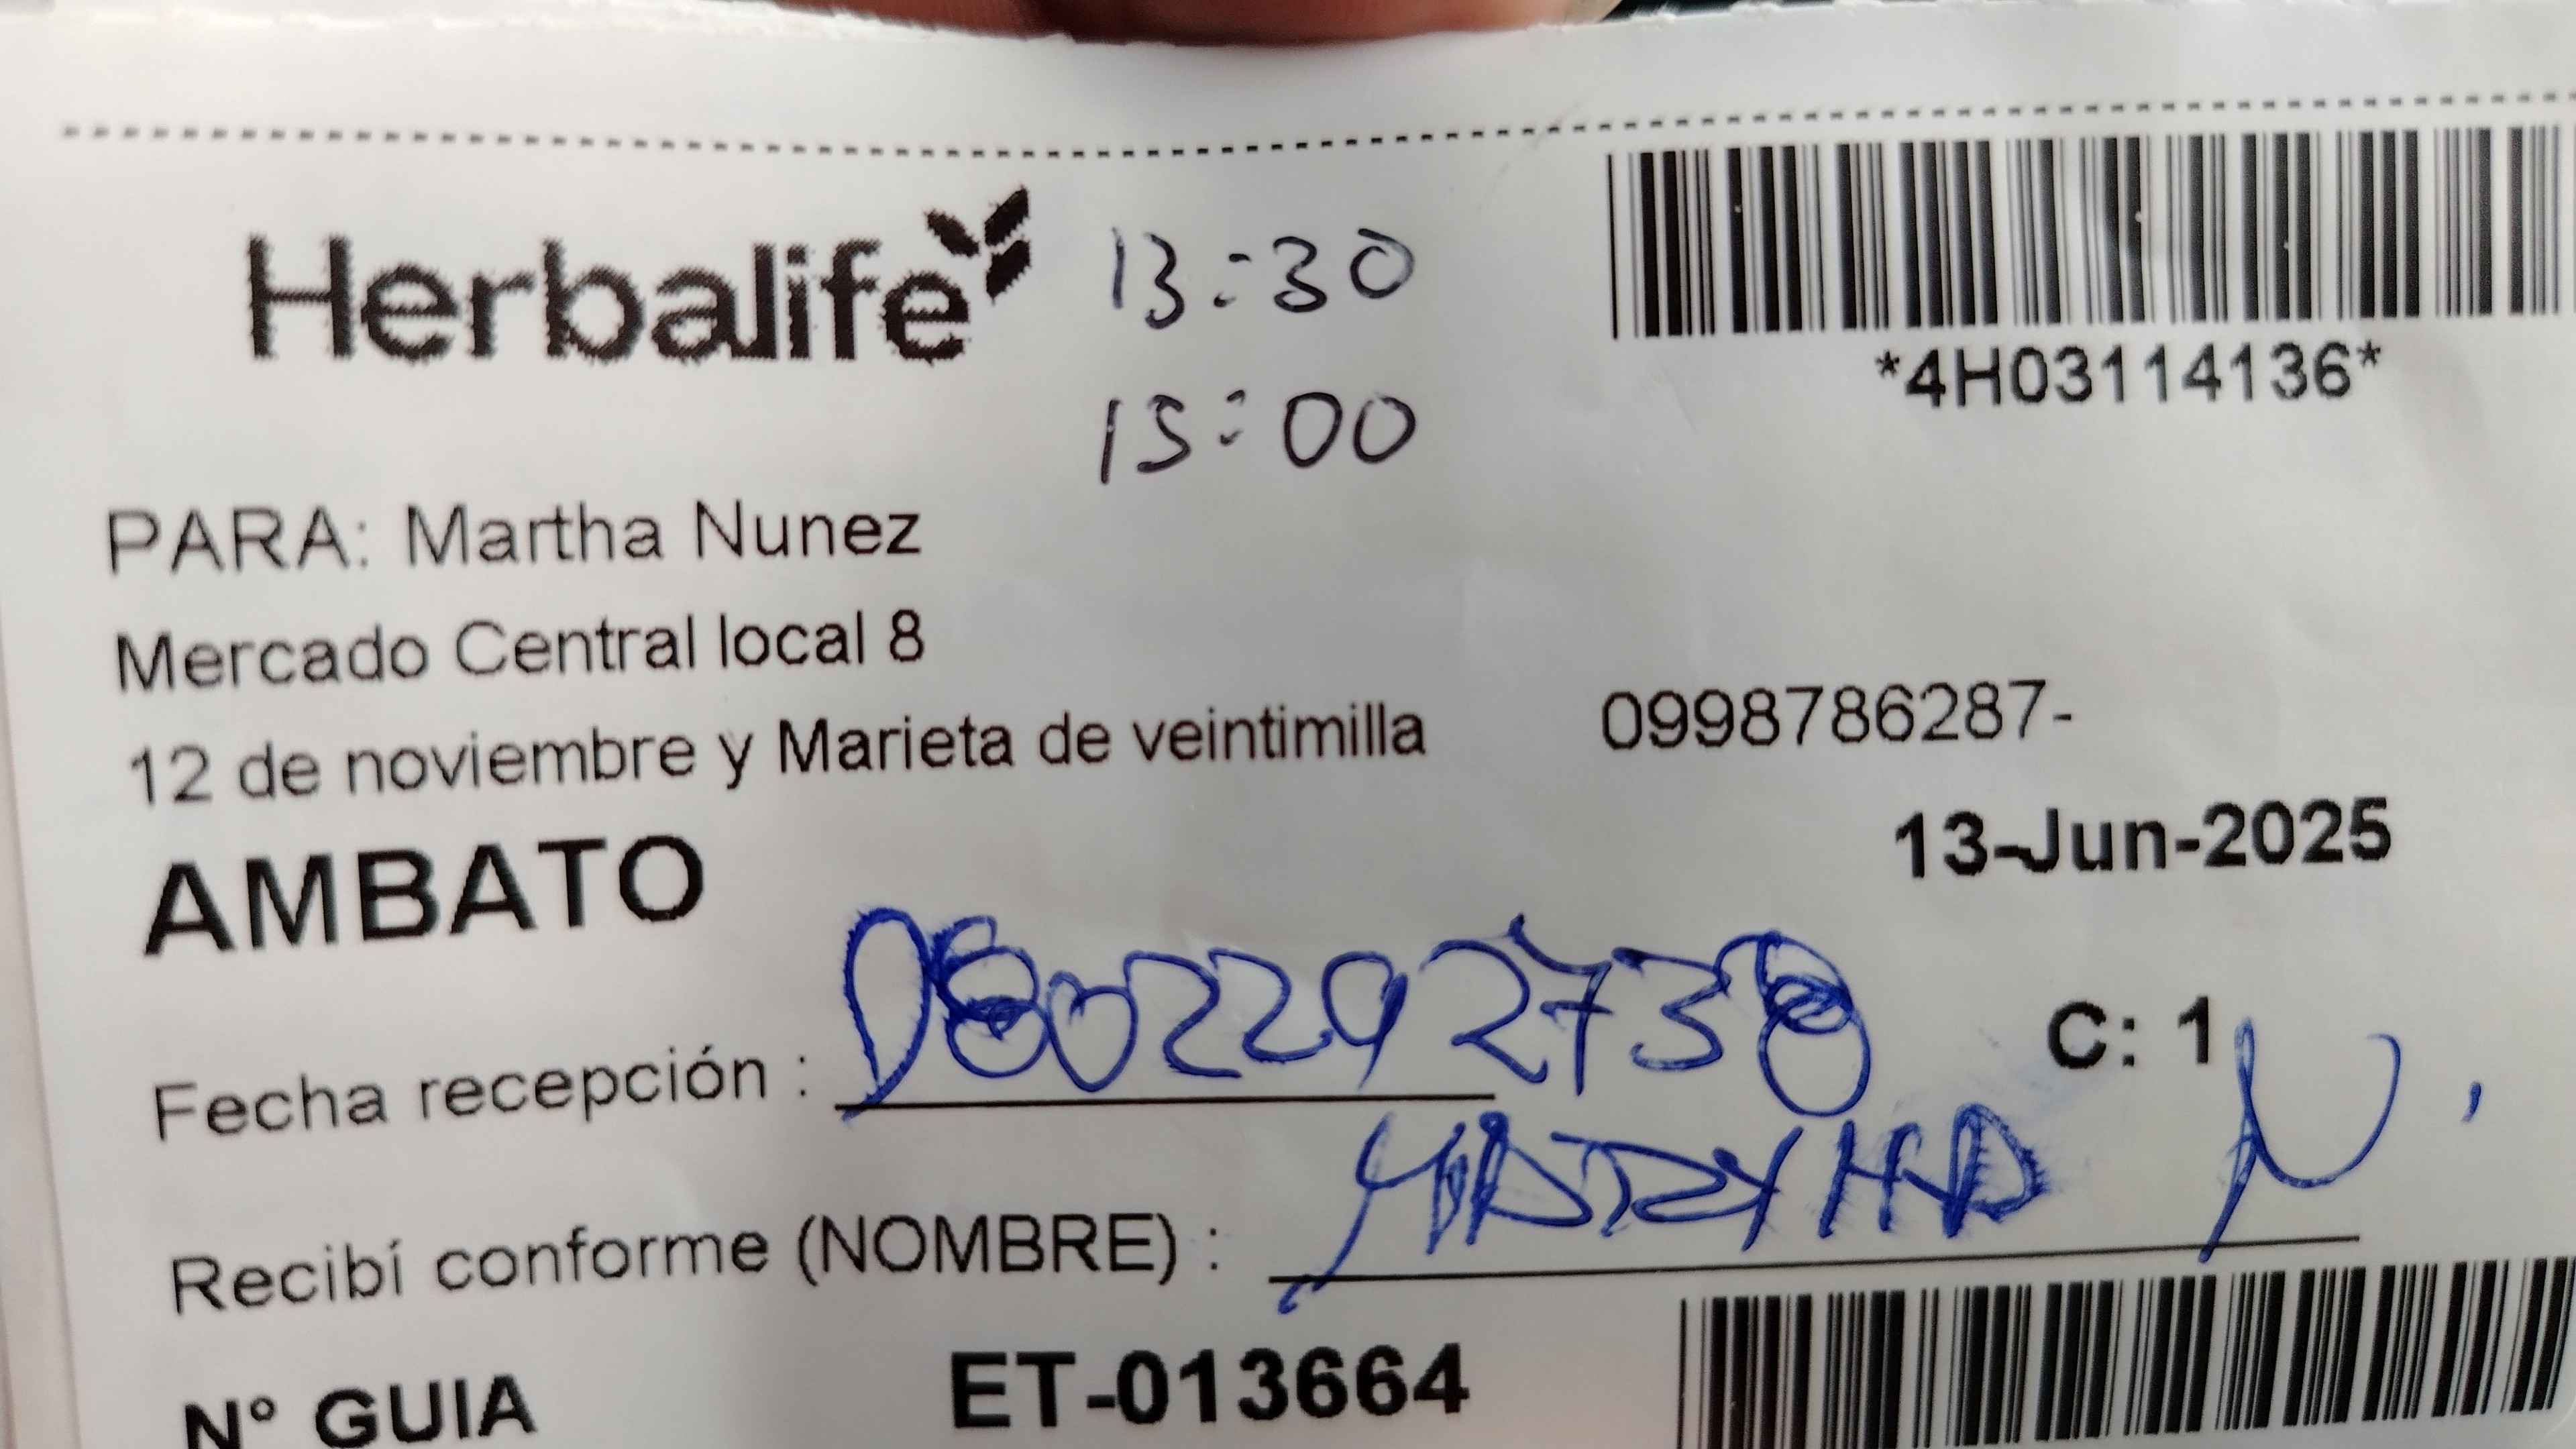 Herbalife
13:30
15:00
*4H03114136*
PARA: Martha Nunez
Mercado Central local 8
12 de noviembre y Marieta de veintimilla 0998786287-
13-Jun-2025
AMBATO
C: 1
Fecha recepción :
Recibí conforme (NOMBRE) : N.
N° GUIA ET-013664